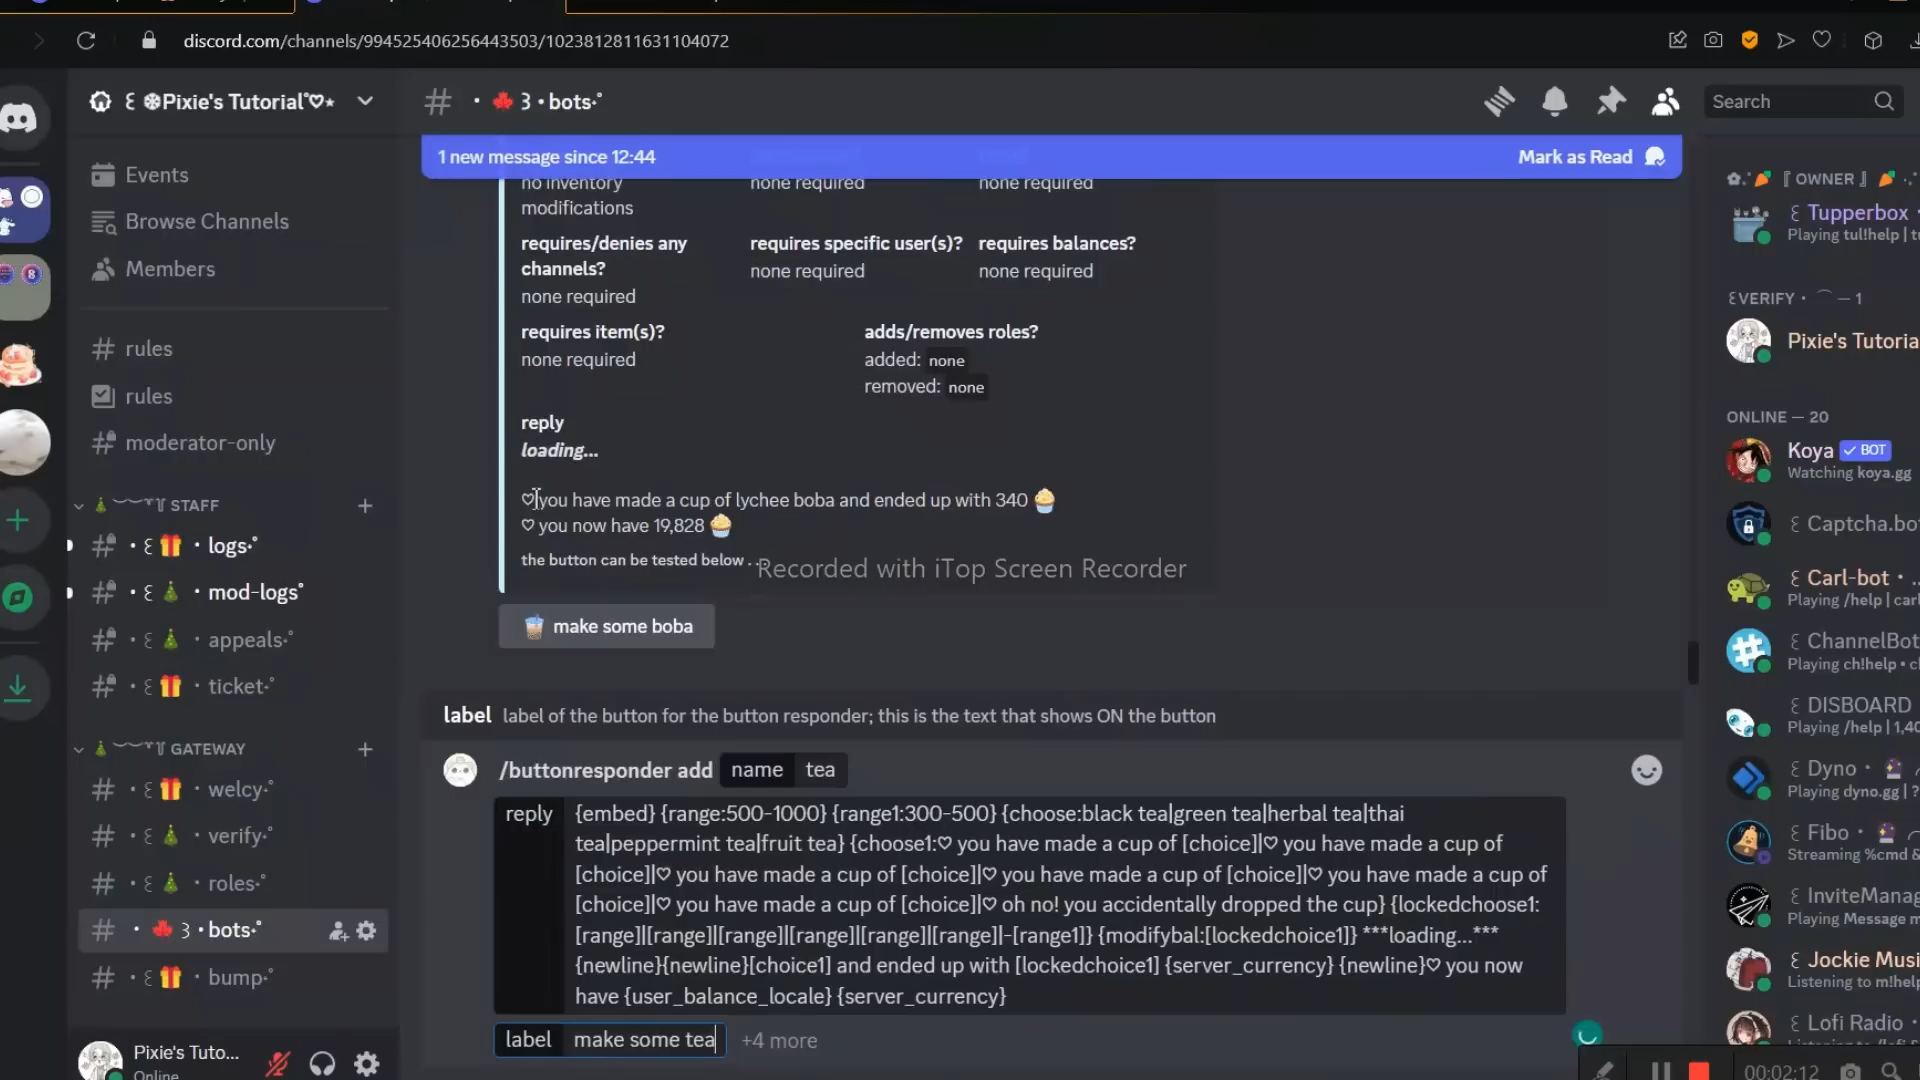 discord.com/channels/994525406256443503/1023812811631104072
꒰ ❆Pixie's Tutorial˚♡⋆
# • 🍁 3 • bots·˚
Search
1 new message since 12:44
Mark as Read
Events
Browse Channels
Members
rules
rules
moderator-only
STAFF
logs·˚
mod-logs˚
appeals·˚
ticket·˚
GATEWAY
welcy·˚
verify·˚
roles·˚
• 🍁 3 • bots·˚
bump·˚
Pixie's Tuto...
Online
no inventory
modifications
none required
none required
requires/denies any
channels?
none required
requires specific user(s)?
none required
requires balances?
none required
requires item(s)?
none required
adds/removes roles?
added: none
removed: none
reply
loading...
♡ you have made a cup of lychee boba and ended up with 340 🧁
♡ you now have 19,828 🧁
the button can be tested below . . .
Recorded with iTop Screen Recorder
🧋 make some boba
label label of the button for the button responder; this is the text that shows ON the button
/buttonresponder add name tea
reply {embed} {range:500-1000} {range1:300-500} {choose:black tea|green tea|herbal tea|thai
tea|peppermint tea|fruit tea} {choose1:♡ you have made a cup of [choice]|♡ you have made a cup of
[choice]|♡ you have made a cup of [choice]|♡ you have made a cup of [choice]|♡ you have made a cup of
[choice]|♡ you have made a cup of [choice]|♡ oh no! you accidentally dropped the cup} {lockedchoose1:
[range]|[range]|[range]|[range]|[range]|[range]|-[range1]} {modifybal:[lockedchoice1]} ***loading...***
{newline}{newline}[choice1] and ended up with [lockedchoice1] {server_currency} {newline}♡ you now
have {user_balance_locale} {server_currency}
label make some tea
+4 more
『 OWNER 』
Tupperbox
Playing tul!help | tu
VERIFY • — 1
Pixie's Tutoria
ONLINE — 20
Koya ✓ BOT
Watching koya.gg
Captcha.bo
Carl-bot • ..
Playing /help | carl
ChannelBot
Playing ch!help • c
DISBOARD
Playing /help | 1,40
Dyno •
Playing dyno.gg | ?
Fibo •
Streaming %cmd &
InviteManag
Playing Message m
Jockie Musi
Listening to m!help
Lofi Radio •
00:02:12